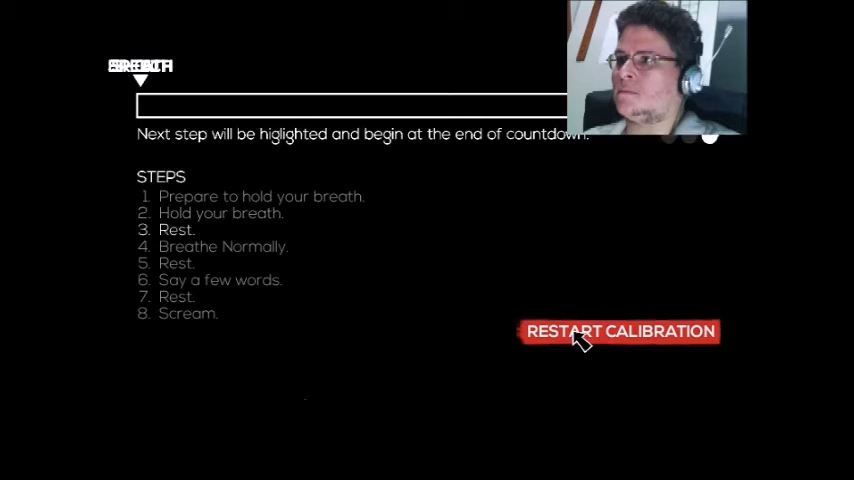 Next step will be higlighted and begin at the end of countdown.
STEPS
1. Prepare to hold your breath.
2. Hold your breath.
3. Rest.
4. Breathe Normally.
5. Rest.
6. Say a few words.
7. Rest.
8. Scream.
RESTART CALIBRATION